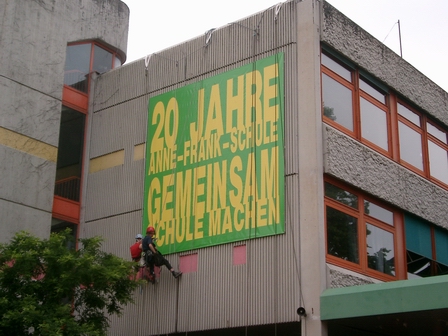 20 JAHRE
ANNE-FRANK-SCHULE
GEMEINSAM
SCHULE MACHEN